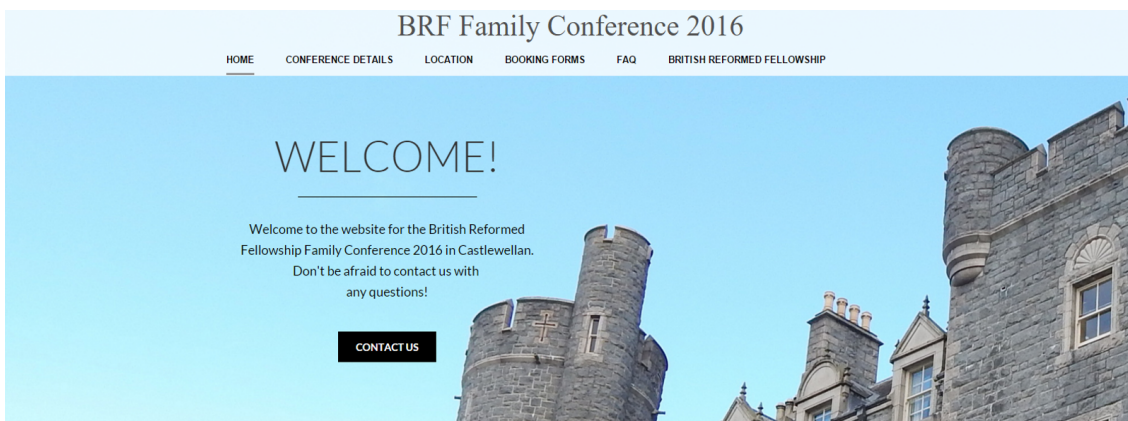 BRF Family Conference 2016
HOME CONFERENCE DETAILS LOCATION BOOKING FORMS FAQ BRITISH REFORMED FELLOWSHIP
WELCOME!
Welcome to the website for the British Reformed
Fellowship Family Conference 2016 in Castlewellan.
Don't be afraid to contact us with
any questions!
CONTACT US